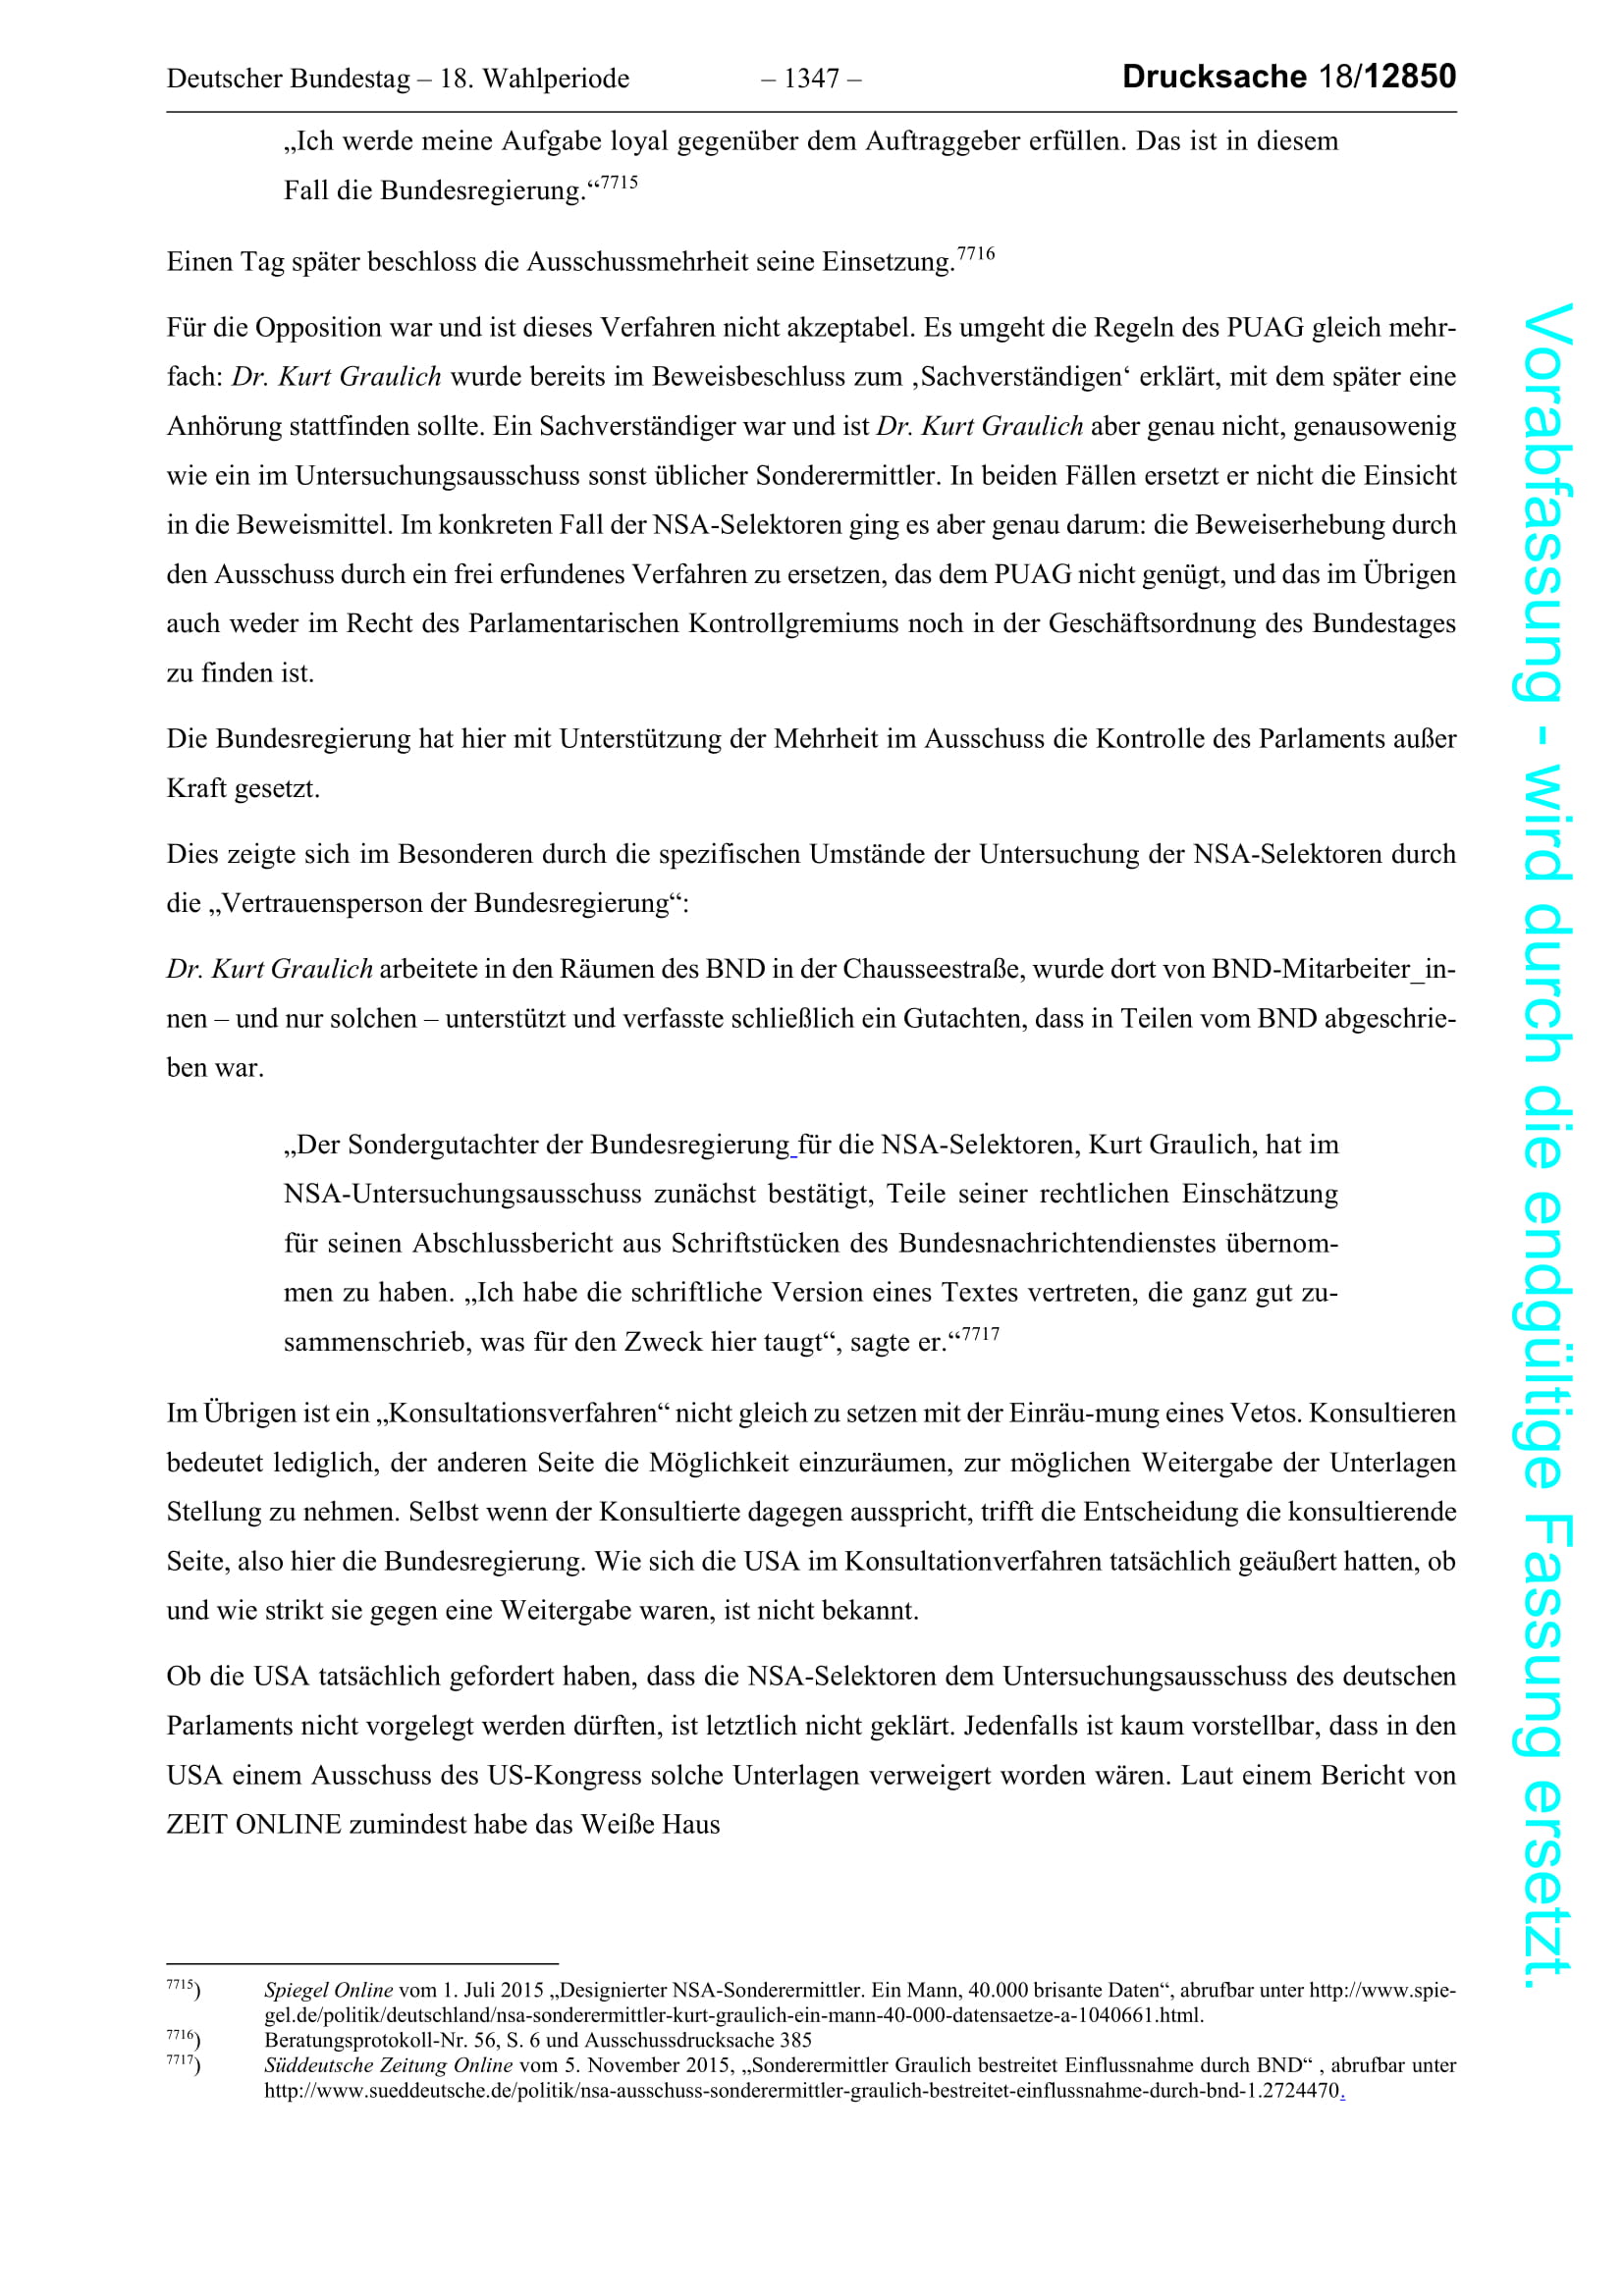 Deutscher Bundestag – 18. Wahlperiode – 1347 – Drucksache 18/12850
„Ich werde meine Aufgabe loyal gegenüber dem Auftraggeber erfüllen. Das ist in diesem
Fall die Bundesregierung.“7715
Einen Tag später beschloss die Ausschussmehrheit seine Einsetzung.7716
Für die Opposition war und ist dieses Verfahren nicht akzeptabel. Es umgeht die Regeln des PUAG gleich mehr-
fach: Dr. Kurt Graulich wurde bereits im Beweisbeschluss zum ‚Sachverständigen‘ erklärt, mit dem später eine
Anhörung stattfinden sollte. Ein Sachverständiger war und ist Dr. Kurt Graulich aber genau nicht, genausowenig
wie ein im Untersuchungsausschuss sonst üblicher Sonderermittler. In beiden Fällen ersetzt er nicht die Einsicht
in die Beweismittel. Im konkreten Fall der NSA-Selektoren ging es aber genau darum: die Beweiserhebung durch
den Ausschuss durch ein frei erfundenes Verfahren zu ersetzen, das dem PUAG nicht genügt, und das im Übrigen
auch weder im Recht des Parlamentarischen Kontrollgremiums noch in der Geschäftsordnung des Bundestages
zu finden ist.
Die Bundesregierung hat hier mit Unterstützung der Mehrheit im Ausschuss die Kontrolle des Parlaments außer
Kraft gesetzt.
Dies zeigte sich im Besonderen durch die spezifischen Umstände der Untersuchung der NSA-Selektoren durch
die „Vertrauensperson der Bundesregierung“:
Dr. Kurt Graulich arbeitete in den Räumen des BND in der Chausseestraße, wurde dort von BND-Mitarbeiter_in-
nen – und nur solchen – unterstützt und verfasste schließlich ein Gutachten, dass in Teilen vom BND abgeschrie-
ben war.
„Der Sondergutachter der Bundesregierung für die NSA-Selektoren, Kurt Graulich, hat im
NSA-Untersuchungsausschuss zunächst bestätigt, Teile seiner rechtlichen Einschätzung
für seinen Abschlussbericht aus Schriftstücken des Bundesnachrichtendienstes übernom-
men zu haben. „Ich habe die schriftliche Version eines Textes vertreten, die ganz gut zu-
sammenschrieb, was für den Zweck hier taugt“, sagte er.“7717
Im Übrigen ist ein „Konsultationsverfahren“ nicht gleich zu setzen mit der Einräu-mung eines Vetos. Konsultieren
bedeutet lediglich, der anderen Seite die Möglichkeit einzuräumen, zur möglichen Weitergabe der Unterlagen
Stellung zu nehmen. Selbst wenn der Konsultierte dagegen ausspricht, trifft die Entscheidung die konsultierende
Seite, also hier die Bundesregierung. Wie sich die USA im Konsultationverfahren tatsächlich geäußert hatten, ob
und wie strikt sie gegen eine Weitergabe waren, ist nicht bekannt.
Ob die USA tatsächlich gefordert haben, dass die NSA-Selektoren dem Untersuchungsausschuss des deutschen
Parlaments nicht vorgelegt werden dürften, ist letztlich nicht geklärt. Jedenfalls ist kaum vorstellbar, dass in den
USA einem Ausschuss des US-Kongress solche Unterlagen verweigert worden wären. Laut einem Bericht von
ZEIT ONLINE zumindest habe das Weiße Haus
7715) Spiegel Online vom 1. Juli 2015 „Designierter NSA-Sonderermittler. Ein Mann, 40.000 brisante Daten“, abrufbar unter http://www.spie-
gel.de/politik/deutschland/nsa-sonderermittler-kurt-graulich-ein-mann-40-000-datensaetze-a-1040661.html.
7716) Beratungsprotokoll-Nr. 56, S. 6 und Ausschussdrucksache 385
7717) Süddeutsche Zeitung Online vom 5. November 2015, „Sonderermittler Graulich bestreitet Einflussnahme durch BND“ , abrufbar unter
http://www.sueddeutsche.de/politik/nsa-ausschuss-sonderermittler-graulich-bestreitet-einflussnahme-durch-bnd-1.2724470.
Vorabfassung - wird durch die endgültige Fassung ersetzt.